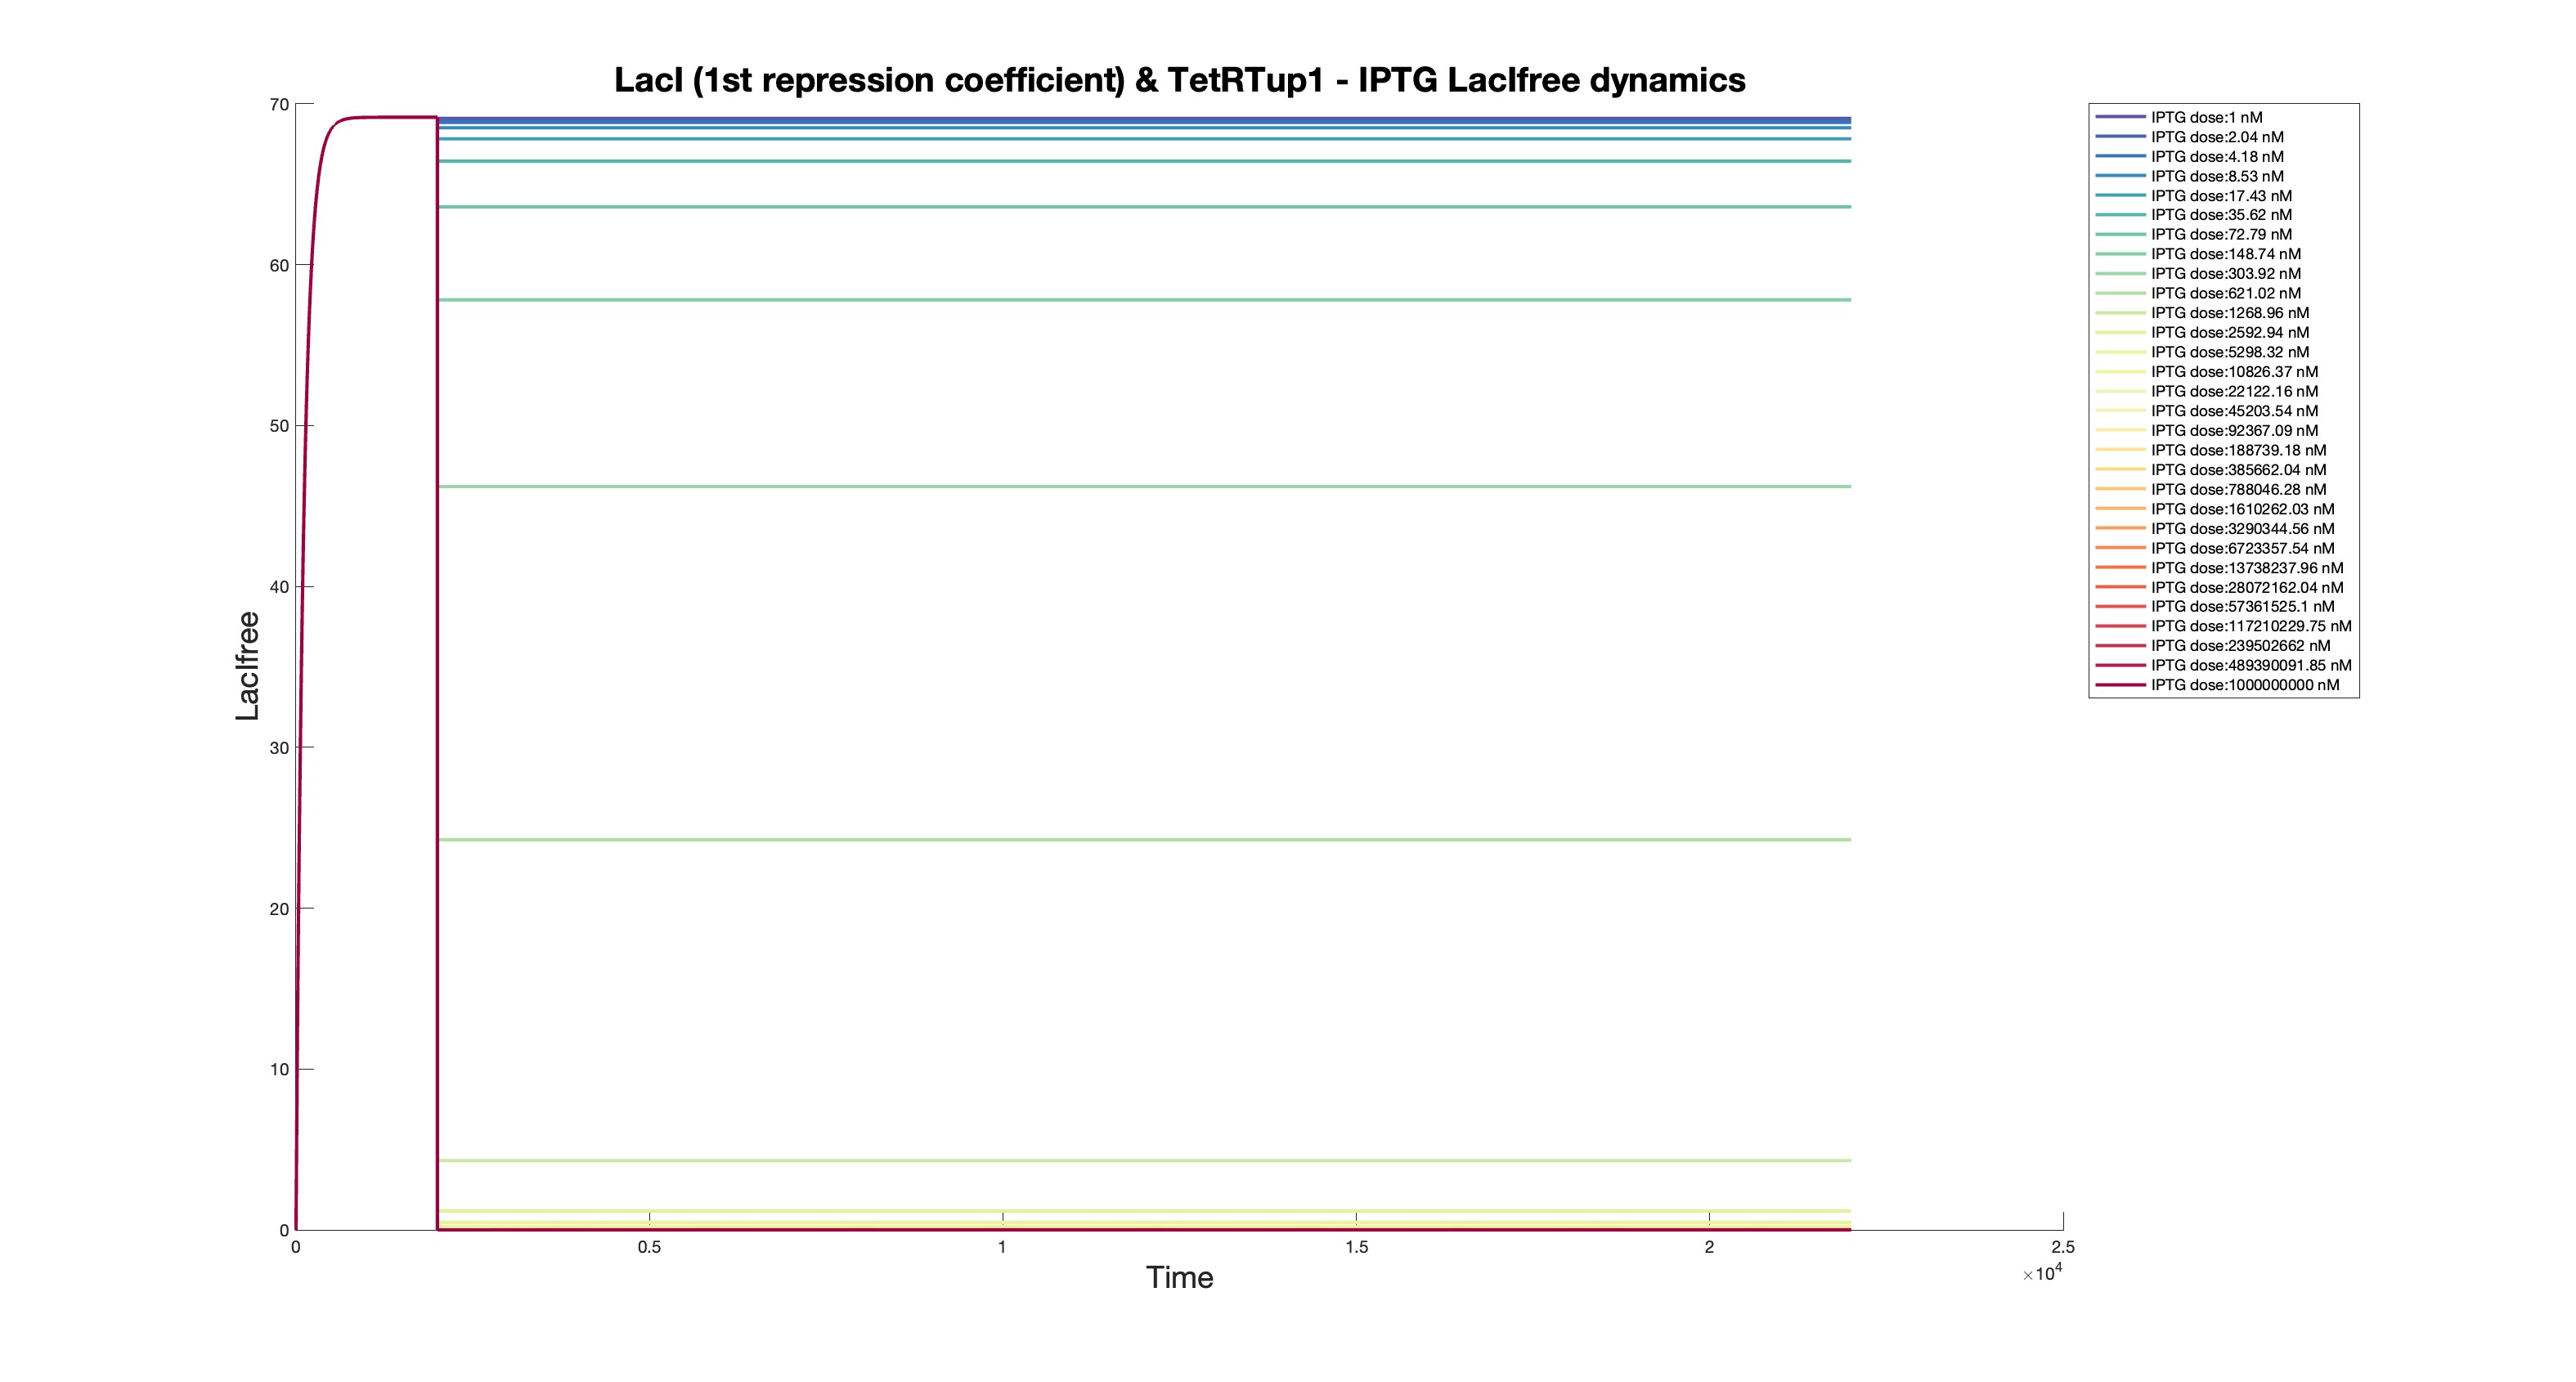 LacI (1st repression coefficient) & TetRTup1 - IPTG LacIfree dynamics
70
60
50
40
30
20
10
0
LacIfree
0
0.5
1
1.5
2
2.5
×10⁴
Time
IPTG dose:1 nM
IPTG dose:2.04 nM
IPTG dose:4.18 nM
IPTG dose:8.53 nM
IPTG dose:17.43 nM
IPTG dose:35.62 nM
IPTG dose:72.79 nM
IPTG dose:148.74 nM
IPTG dose:303.92 nM
IPTG dose:621.02 nM
IPTG dose:1268.96 nM
IPTG dose:2592.94 nM
IPTG dose:5298.32 nM
IPTG dose:10826.37 nM
IPTG dose:22122.16 nM
IPTG dose:45203.54 nM
IPTG dose:92367.09 nM
IPTG dose:188739.18 nM
IPTG dose:385662.04 nM
IPTG dose:788046.28 nM
IPTG dose:1610262.03 nM
IPTG dose:3290344.56 nM
IPTG dose:6723357.54 nM
IPTG dose:13738237.96 nM
IPTG dose:28072162.04 nM
IPTG dose:57361525.1 nM
IPTG dose:117210229.75 nM
IPTG dose:239502662 nM
IPTG dose:489390091.85 nM
IPTG dose:1000000000 nM